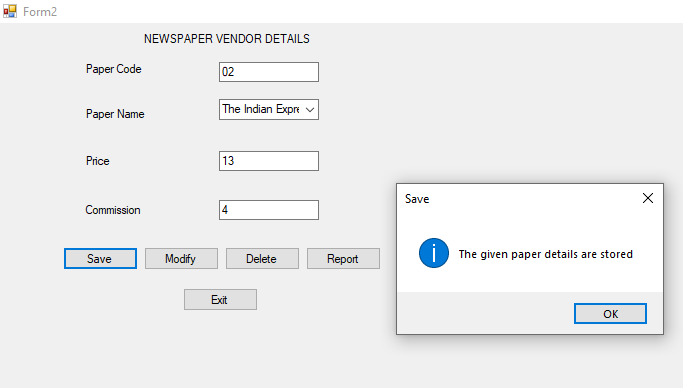 Form2
NEWSPAPER VENDOR DETAILS
Paper Code
02
Paper Name
The Indian Expre
Price
13
Commission
4
Save Modify Delete Report
Exit
Save
The given paper details are stored
OK